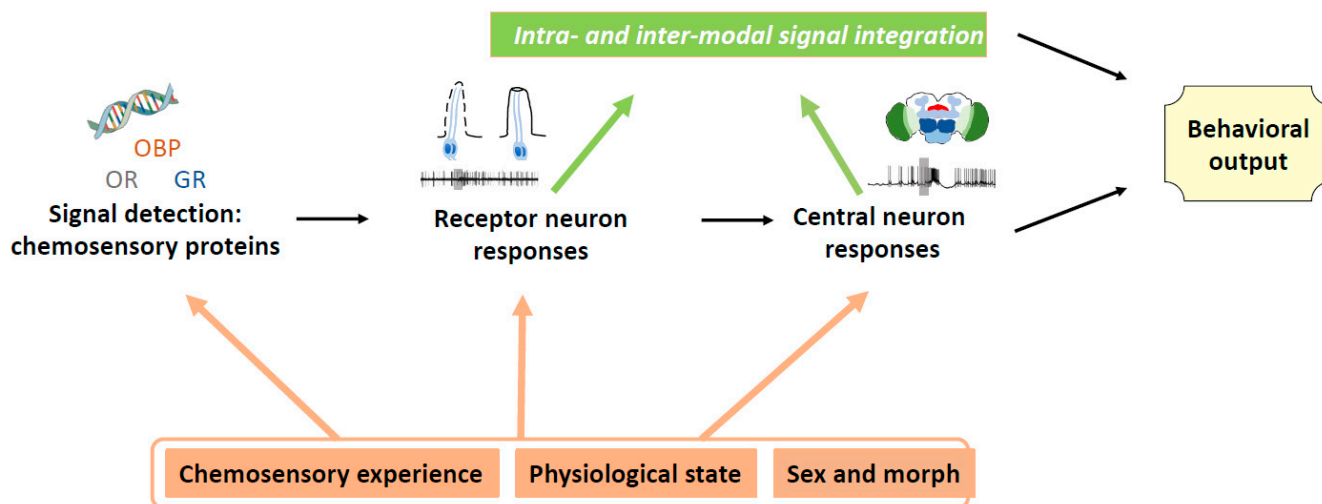 Intra- and inter-modal signal integration
OBP
OR GR
Signal detection:
chemosensory proteins
Receptor neuron
responses
Central neuron
responses
Behavioral
output
Chemosensory experience
Physiological state
Sex and morph